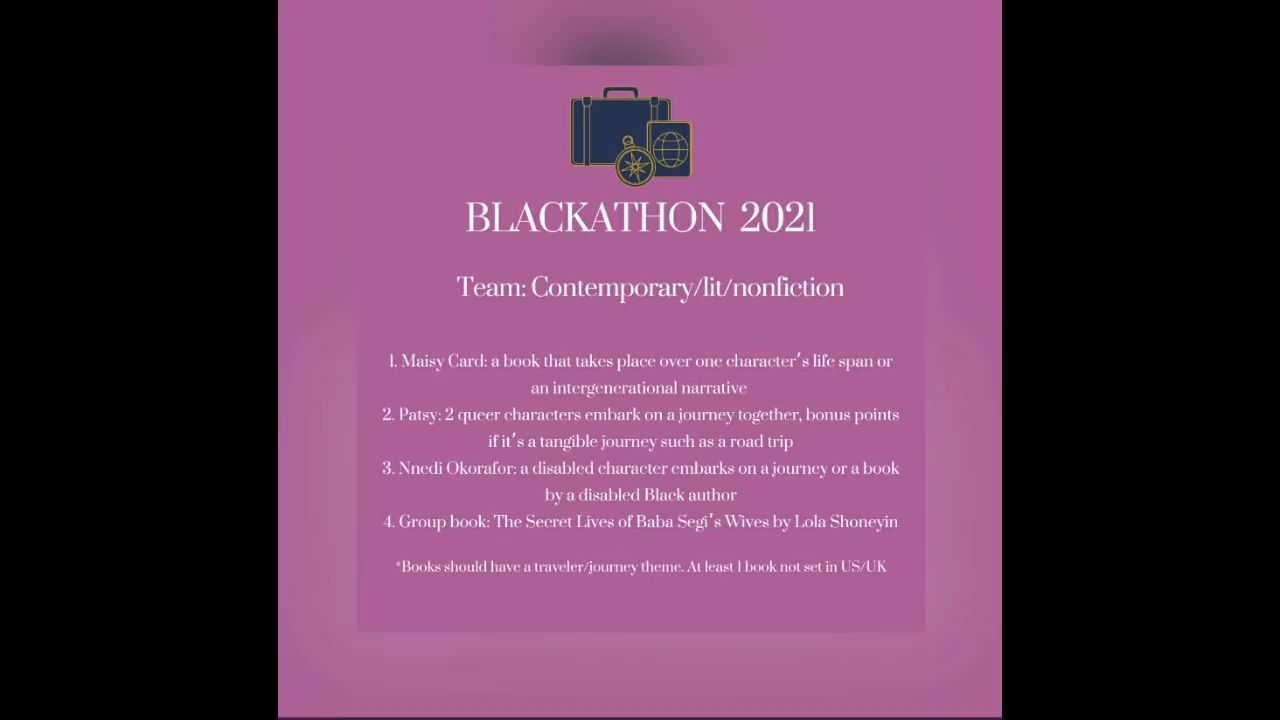 BLACKATHON 2021
Team: Contemporary/lit/nonfiction
1. Maisy Card: a book that takes place over one character's life span or
an intergenerational narrative
2. Patsy: 2 queer characters embark on a journey together, bonus points
if it's a tangible journey such as a road trip
3. Nnedi Okorafor: a disabled character embarks on a journey or a book
by a disabled Black author
4. Group book: The Secret Lives of Baba Segi's Wives by Lola Shoneyin
*Books should have a traveler/journey theme. At least 1 book not set in US/UK